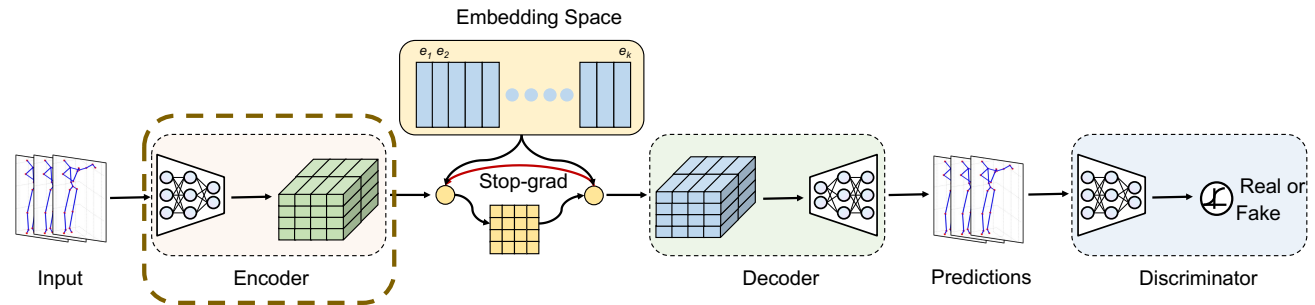 Embedding Space
e1 e2 ek
Stop-grad
Real or
Fake
Input
Encoder
Decoder
Predictions
Discriminator